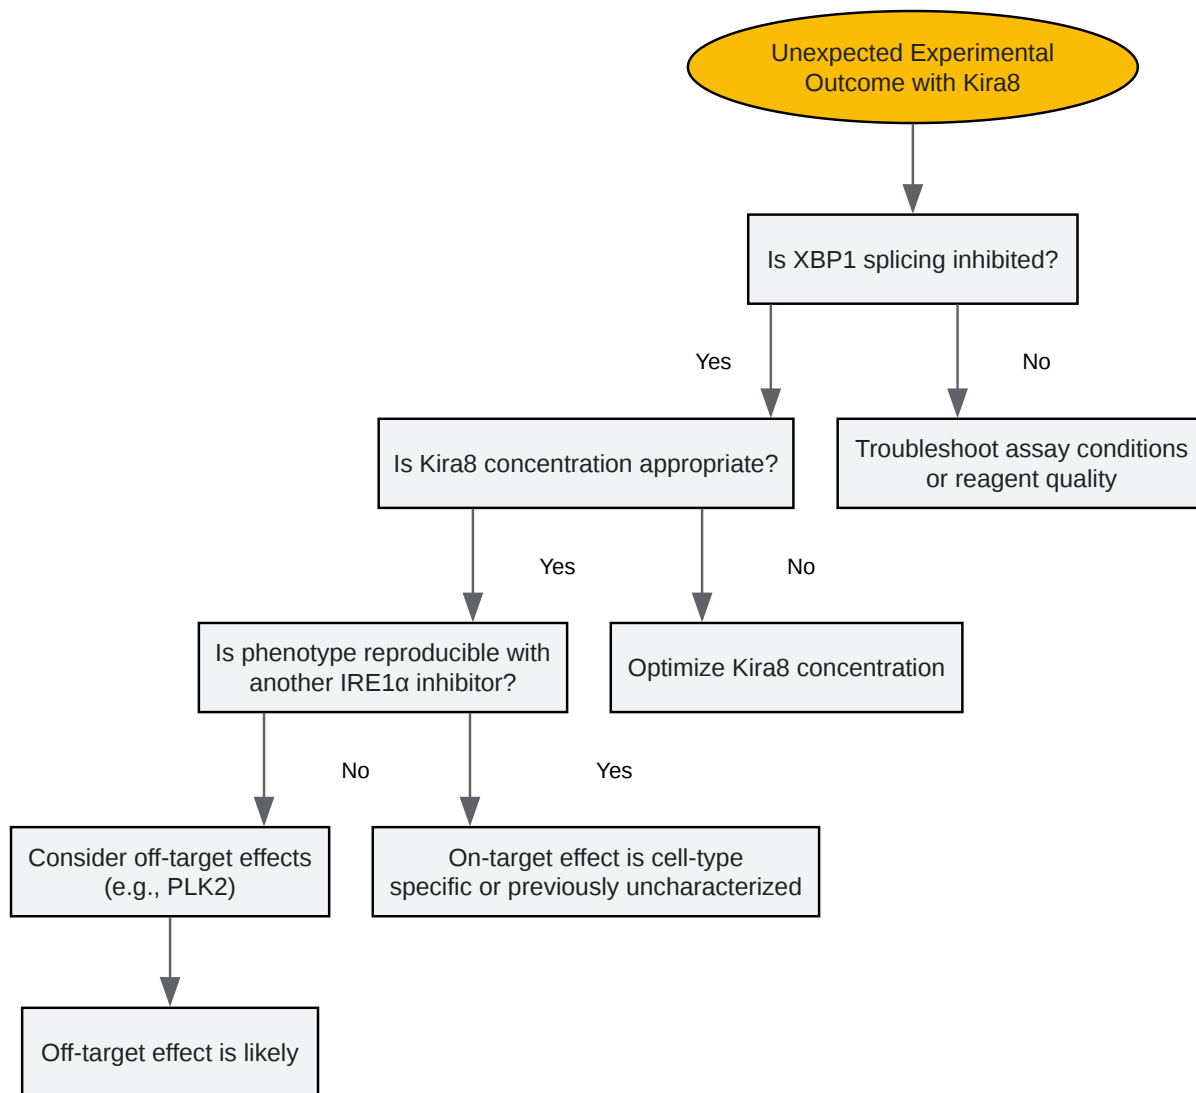 Unexpected Experimental
Outcome with Kira8
Is XBP1 splicing inhibited?
Yes
No
Is Kira8 concentration appropriate?
Troubleshoot assay conditions
or reagent quality
Yes
No
Is phenotype reproducible with
another IRE1α inhibitor?
Optimize Kira8 concentration
No
Yes
Consider off-target effects
(e.g., PLK2)
On-target effect is cell-type
specific or previously uncharacterized
Off-target effect is likely